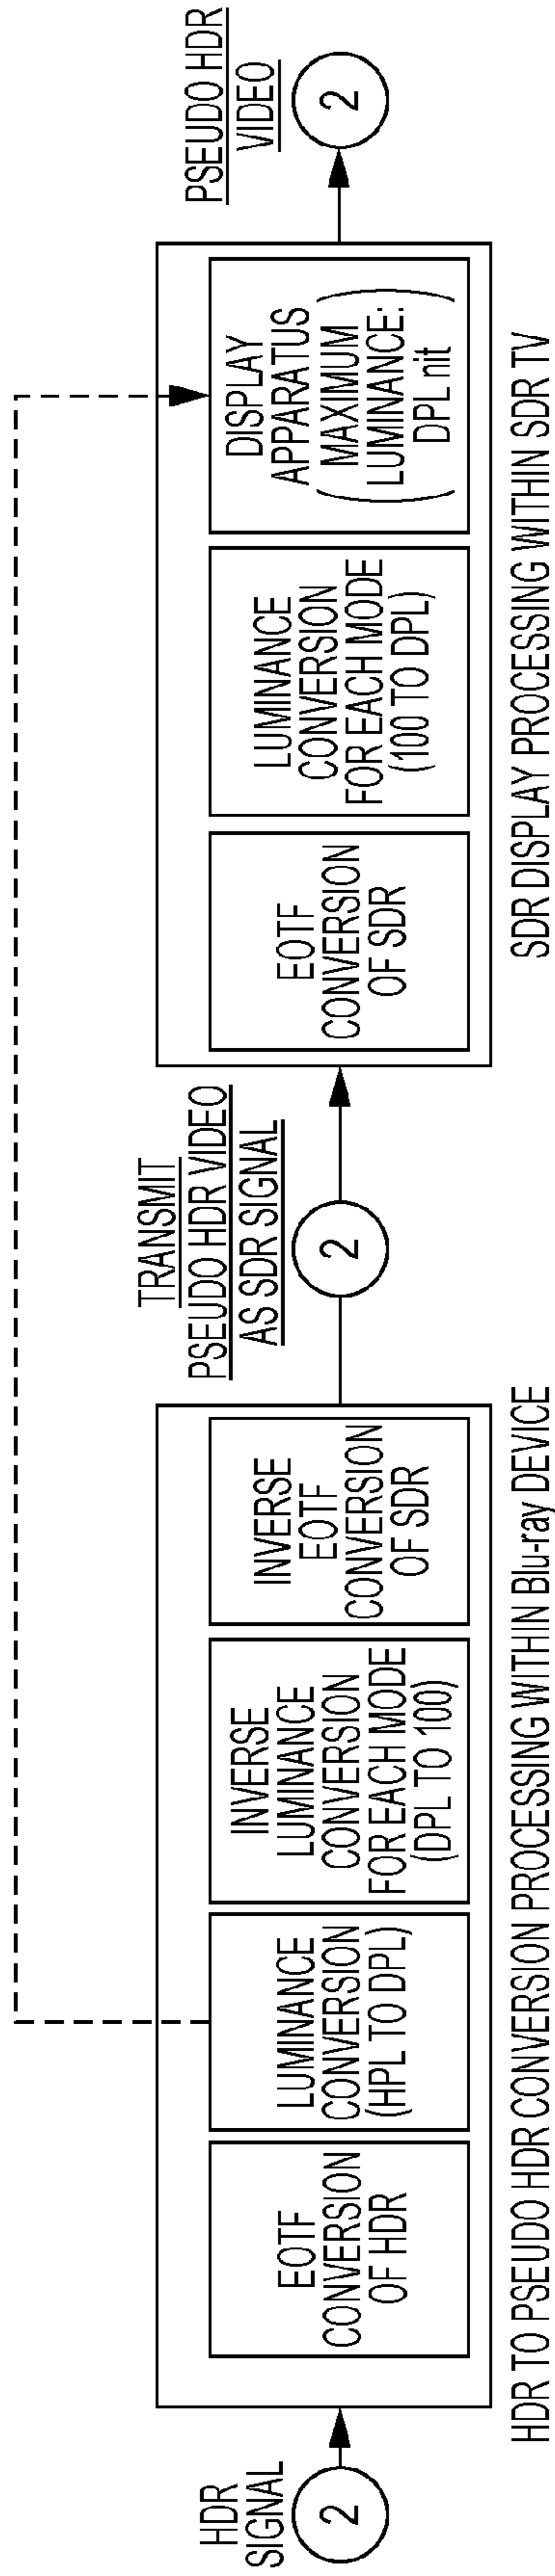 HDR
SIGNAL
2
EOTF
CONVERSION
OF HDR
LUMINANCE
CONVERSION
(HPL TO DPL)
INVERSE
LUMINANCE
CONVERSION
FOR EACH MODE
(DPL TO 100)
INVERSE
EOTF
CONVERSION
OF SDR
HDR TO PSEUDO HDR CONVERSION PROCESSING WITHIN Blu-ray DEVICE
TRANSMIT
PSEUDO HDR VIDEO
AS SDR SIGNAL
2
EOTF
CONVERSION
OF SDR
LUMINANCE
CONVERSION
FOR EACH MODE
(100 TO DPL)
DISPLAY
APPARATUS
(MAXIMUM
LUMINANCE:
DPL nit)
SDR DISPLAY PROCESSING WITHIN SDR TV
PSEUDO HDR
VIDEO
2